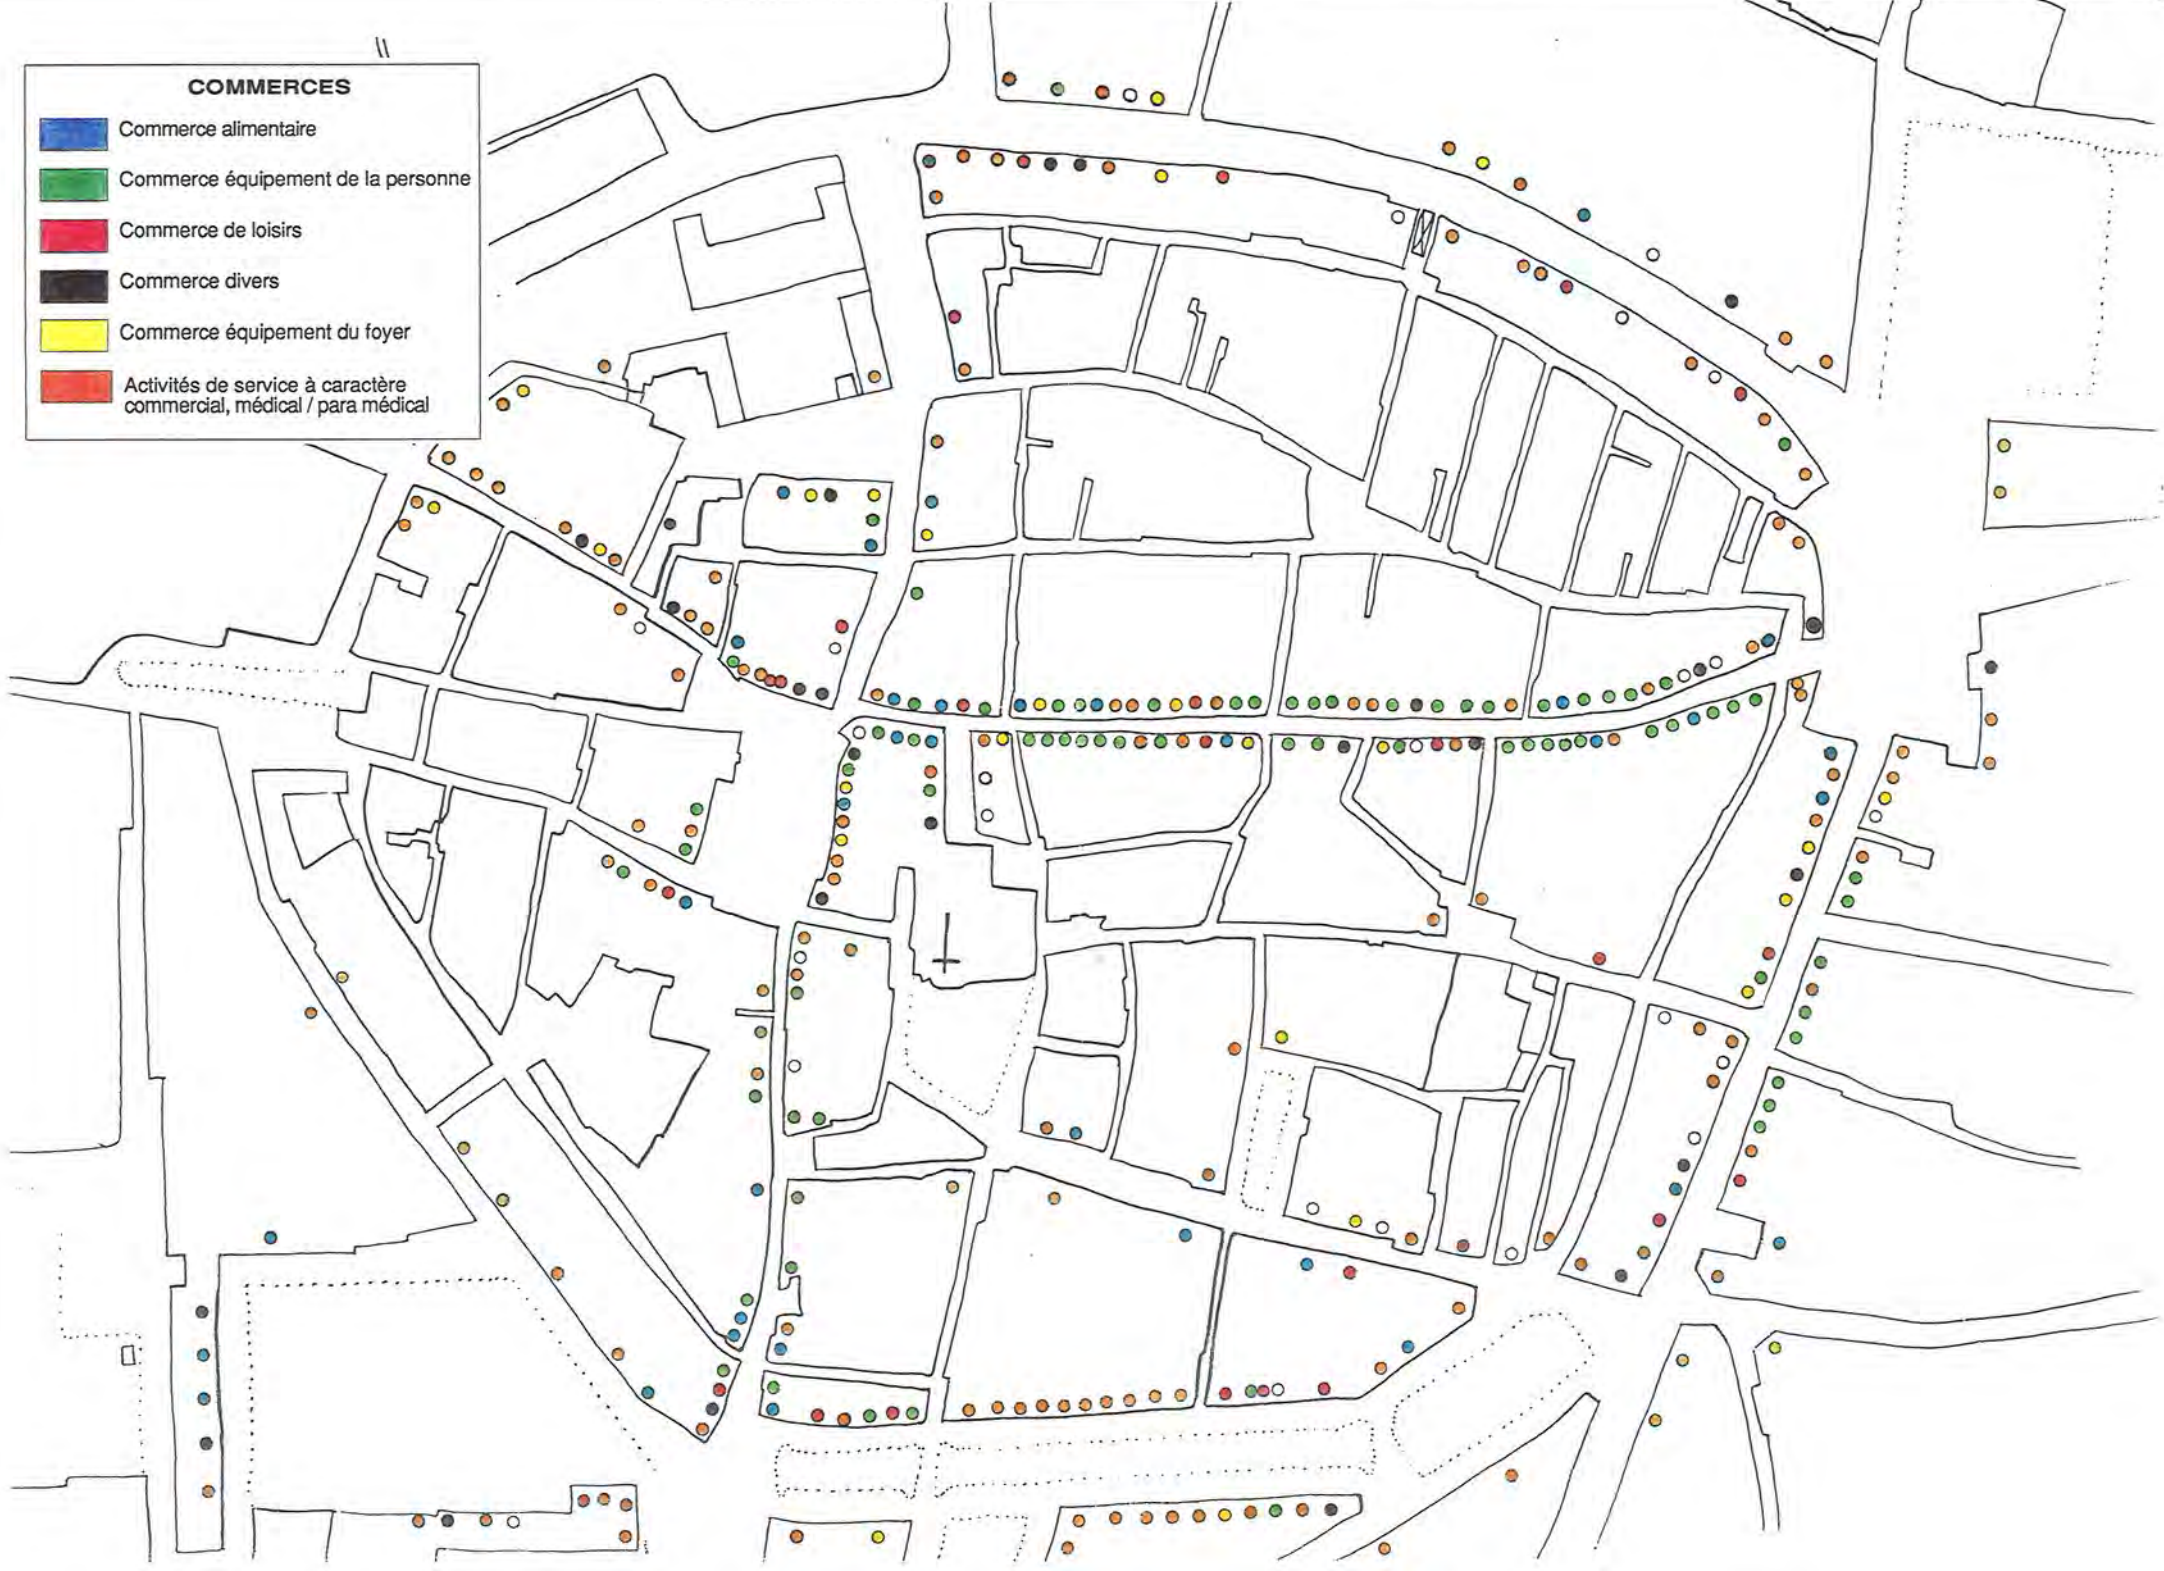 COMMERCES
Commerce alimentaire
Commerce équipement de la personne
Commerce de loisirs
Commerce divers
Commerce équipement du foyer
Activités de service à caractère
commercial, médical / para médical